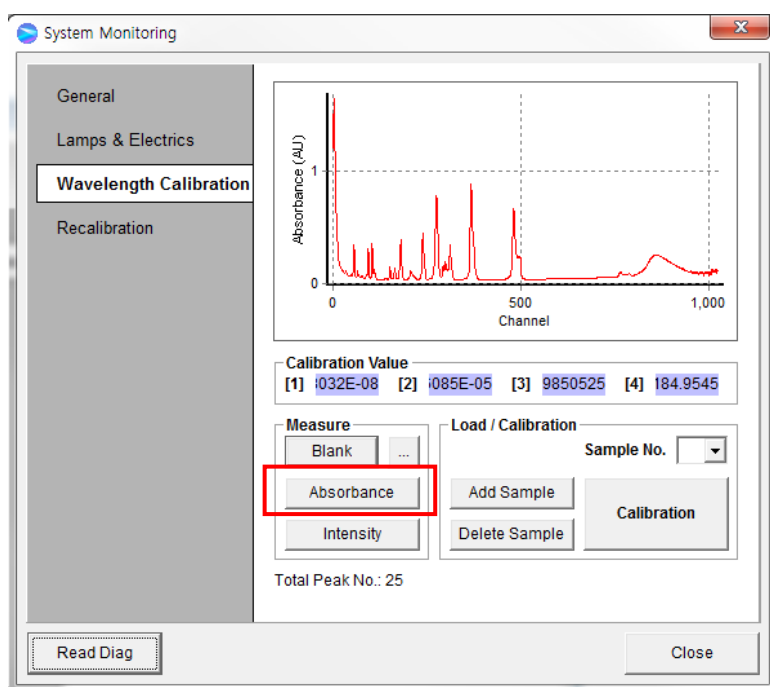 System Monitoring
General
Lamps & Electrics
Wavelength Calibration
Recalibration
Absorbance (AU)
1
0
0 500 1,000
Channel
Calibration Value
[1] 032E-08 [2] 085E-05 [3] 9850525 [4] 184.9545
Measure
Blank ...
Absorbance
Intensity
Load / Calibration
Sample No.
Add Sample
Delete Sample
Calibration
Total Peak No.: 25
Read Diag
Close